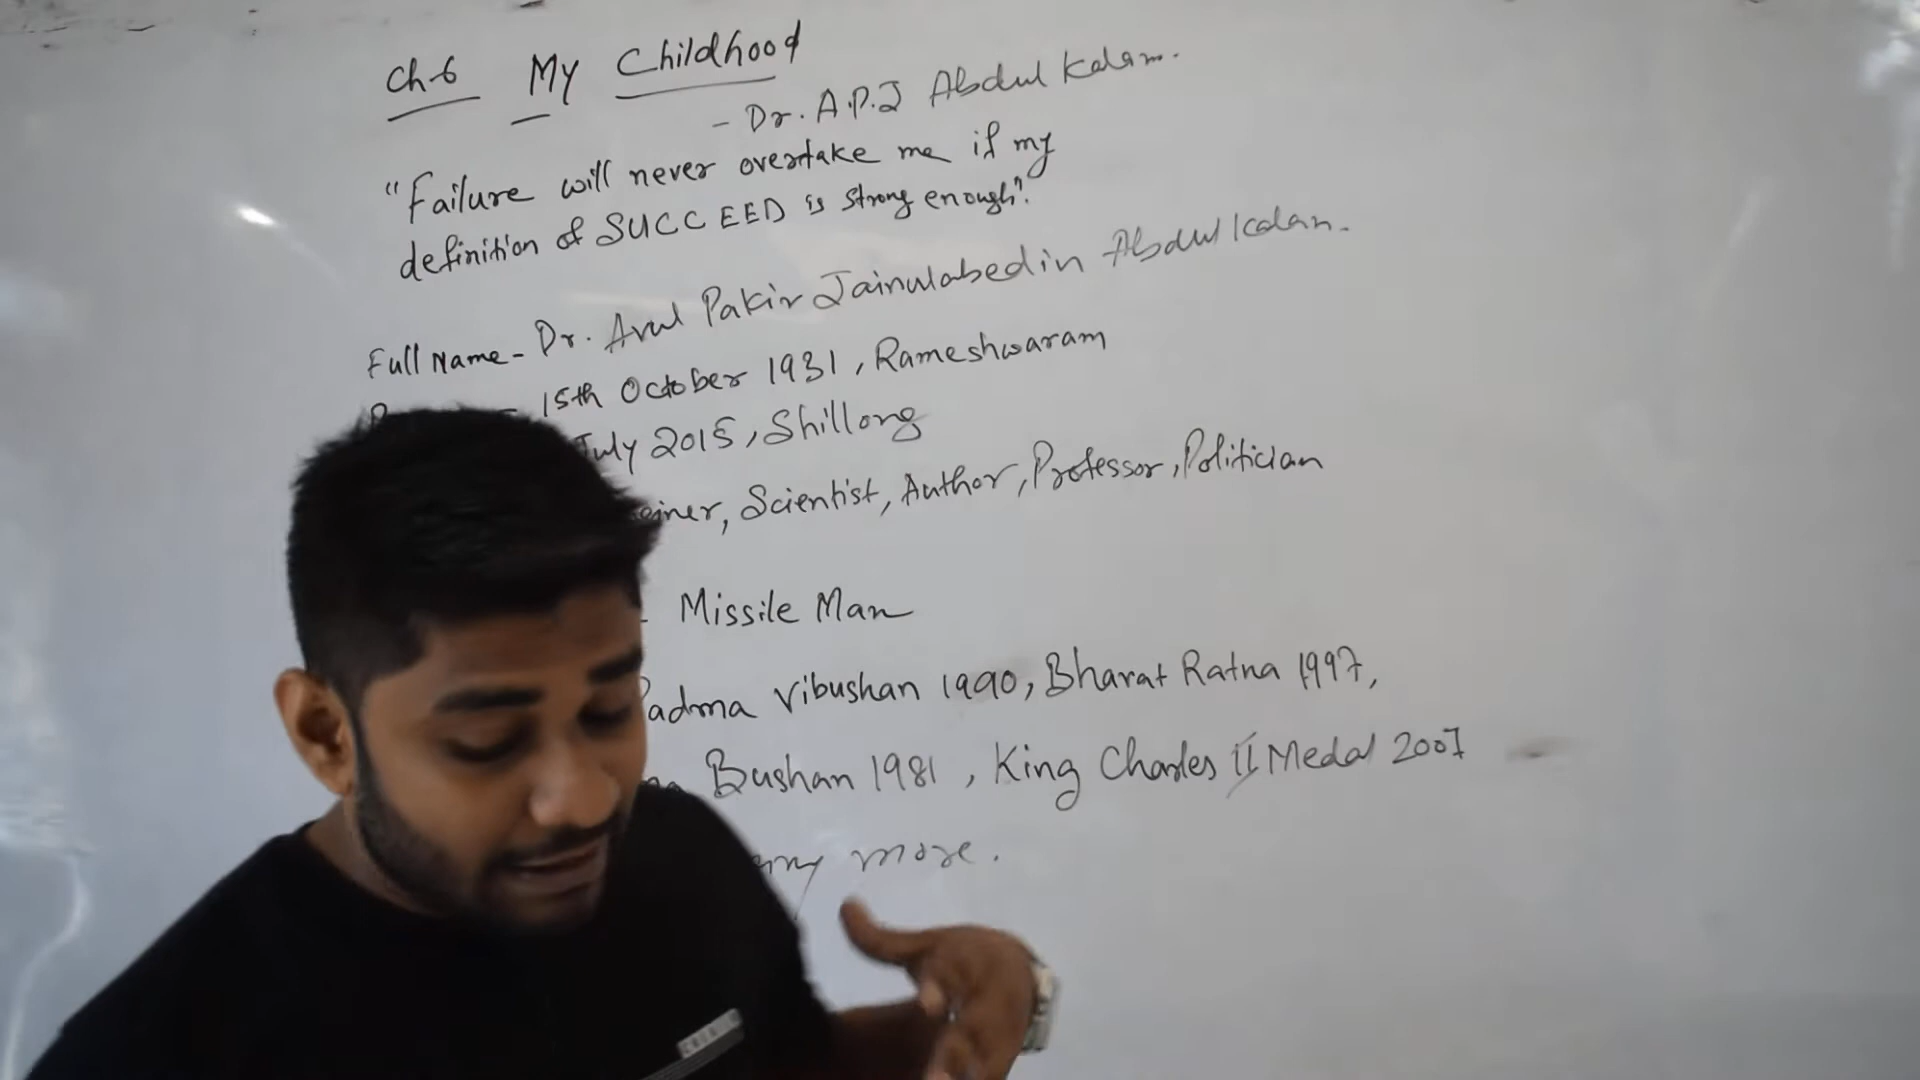 Ch-6 My Childhood
- Dr. A.P.J Abdul Kalam.
"Failure will never overtake me if my
definition of SUCCEED is strong enough".
Full Name - Dr. Avul Pakir Jainulabedin Abdul Kalam.
- 15th October 1931, Rameshwaram
July 2015, Shillong
Scientist, Author, Professor, Politician
- Missile Man
Padma Vibushan 1990, Bharat Ratna 1997,
Bushan 1981, King Charles II Medal 2007
more.